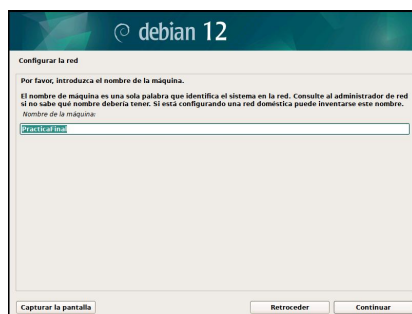 debian 12
Configurar la red
Por favor, introduzca el nombre de la máquina.
El nombre de máquina es una sola palabra que identifica el sistema en la red. Consulte al administrador de red
si no sabe qué nombre debería tener. Si está configurando una red doméstica puede inventarse este nombre.
Nombre de la máquina:
PracticaFinal
Capturar la pantalla
Retroceder
Continuar